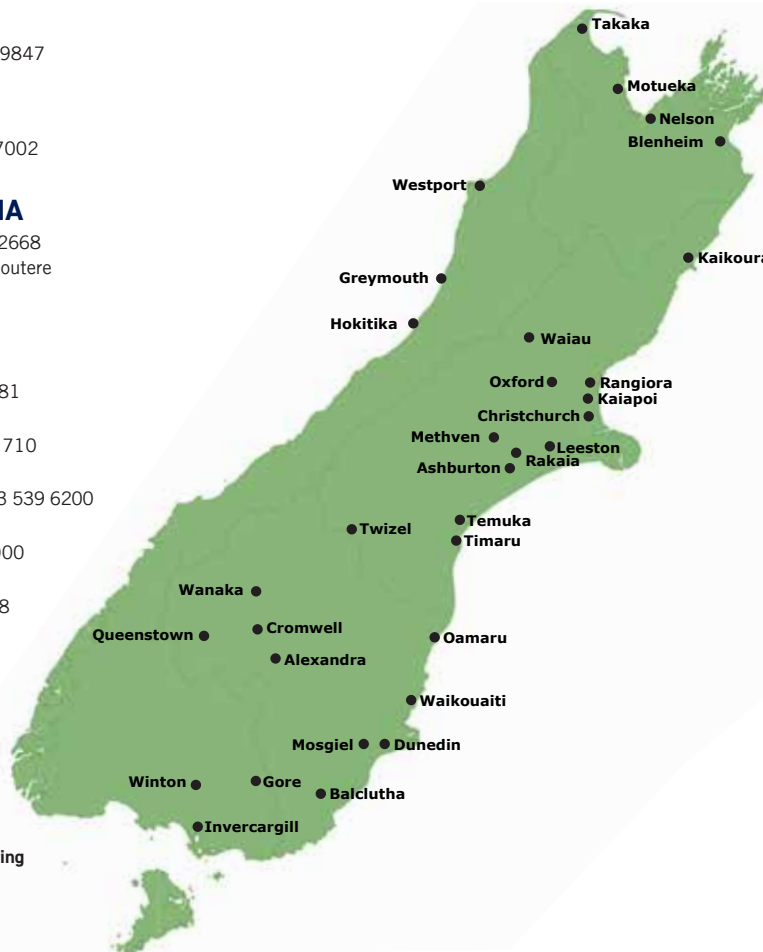 9847
7002
IA
2668
outere
81
710
3 539 6200
00
8
ing
Takaka
Motueka
Nelson
Blenheim
Westport
Kaikoura
Greymouth
Hokitika
Waiau
Oxford
Rangiora
Kaiapoi
Christchurch
Methven
Leeston
Rakaia
Ashburton
Temuka
Twizel
Timaru
Wanaka
Cromwell
Queenstown
Oamaru
Alexandra
Waikouaiti
Mosgiel
Dunedin
Winton
Gore
Balclutha
Invercargill